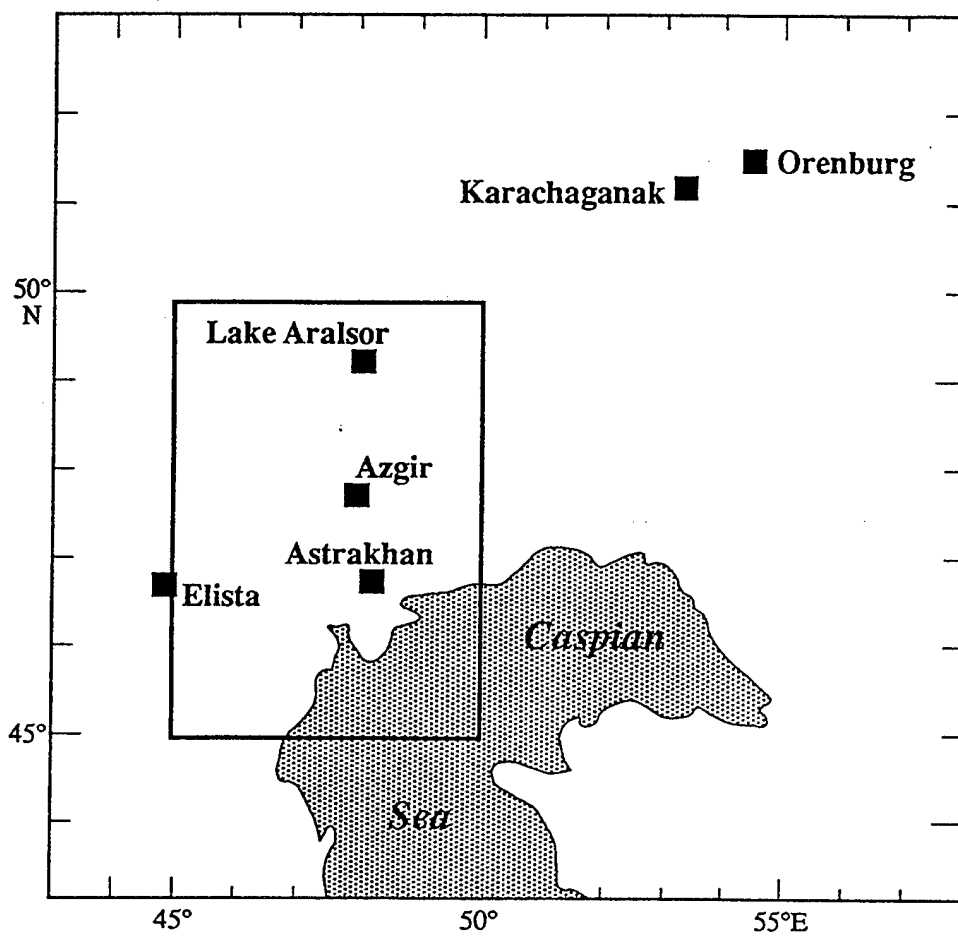 Orenburg
Karachaganak
50°
N
Lake Aralsor
Azgir
Astrakhan
Elista
Caspian
45°
Sea
45°
50°
55°E